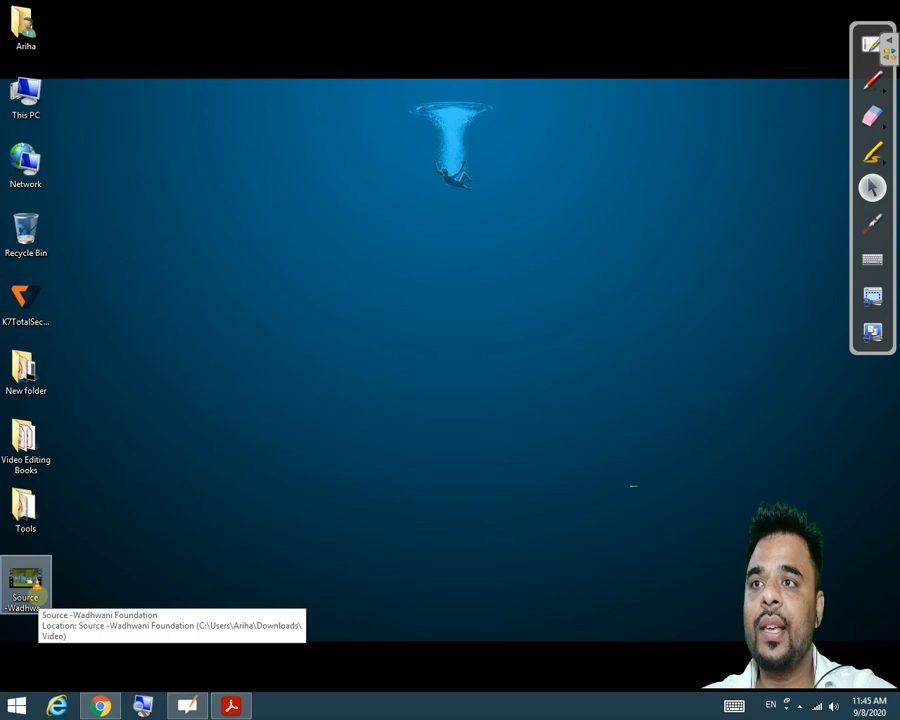 Ariha
This PC
Network
Recycle Bin
K7TotalSec...
New folder
Video Editing
Books
Tools
Source
-Wadhwa...
Source -Wadhwani Foundation
Location: Source -Wadhwani Foundation (C:\Users\Ariha\Downloads\
Video)
EN
11:45 AM
9/8/2020